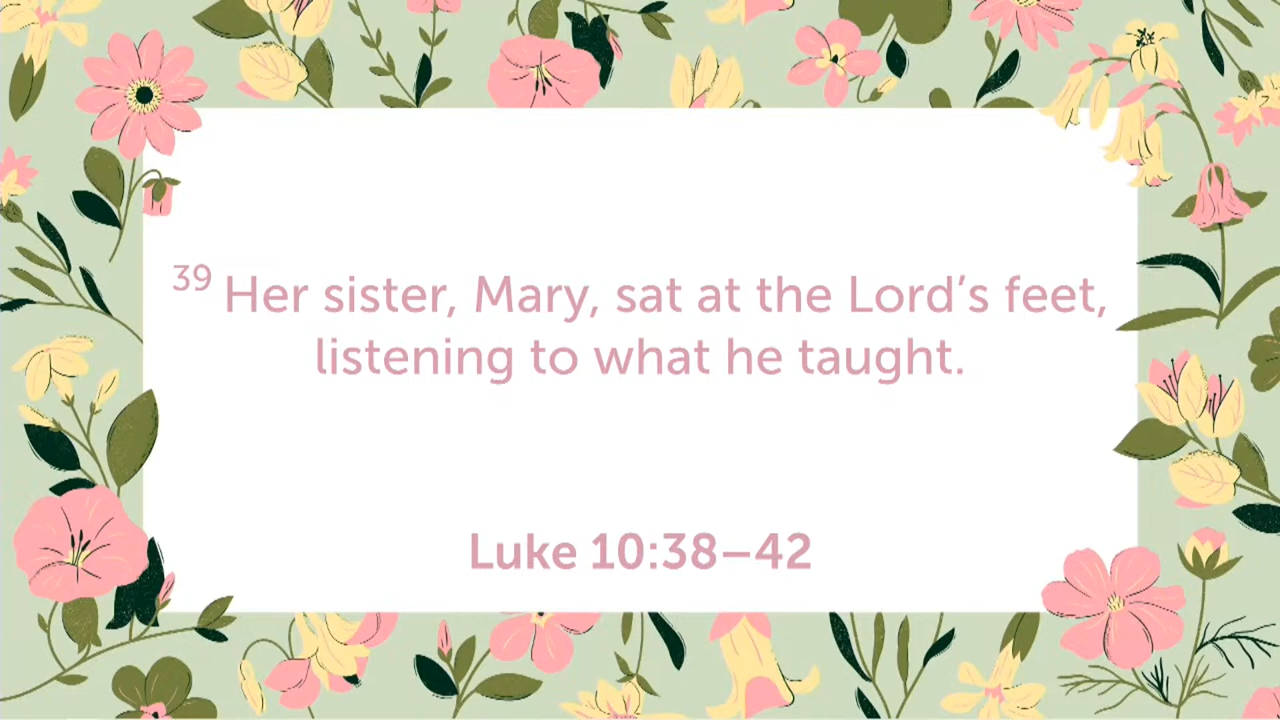 39 Her sister, Mary, sat at the Lord’s feet,
listening to what he taught.
Luke 10:38–42